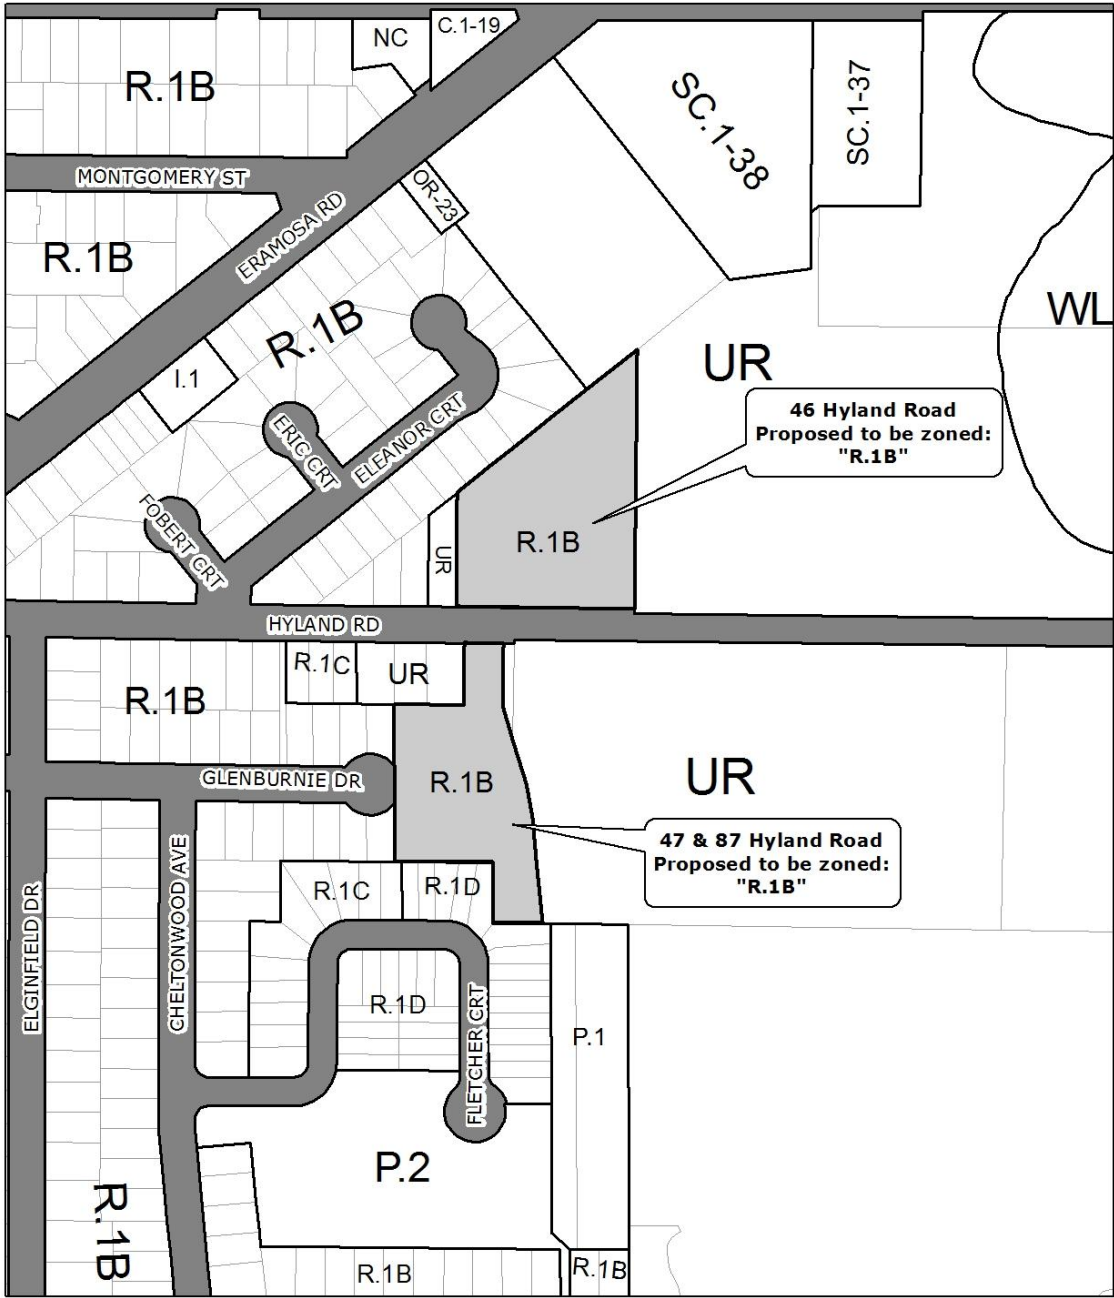 C.1-19
NC
R.1B
SC.1-38
SC.1-37
MONTGOMERY ST
OR-23
ERAMOSA RD
R.1B
R.1B
WL
UR
I.1
46 Hyland Road
Proposed to be zoned:
"R.1B"
ERIC CRT
ELEANOR CRT
FOBERT CRT
UR
R.1B
HYLAND RD
R.1C
UR
R.1B
GLENBURNIE DR
R.1B
UR
47 & 87 Hyland Road
Proposed to be zoned:
"R.1B"
R.1C
R.1D
ELGINFIELD DR
CHELTONWOOD AVE
R.1D
FLETCHER CRT
P.1
P.2
R.1B
R.1B
R.1B